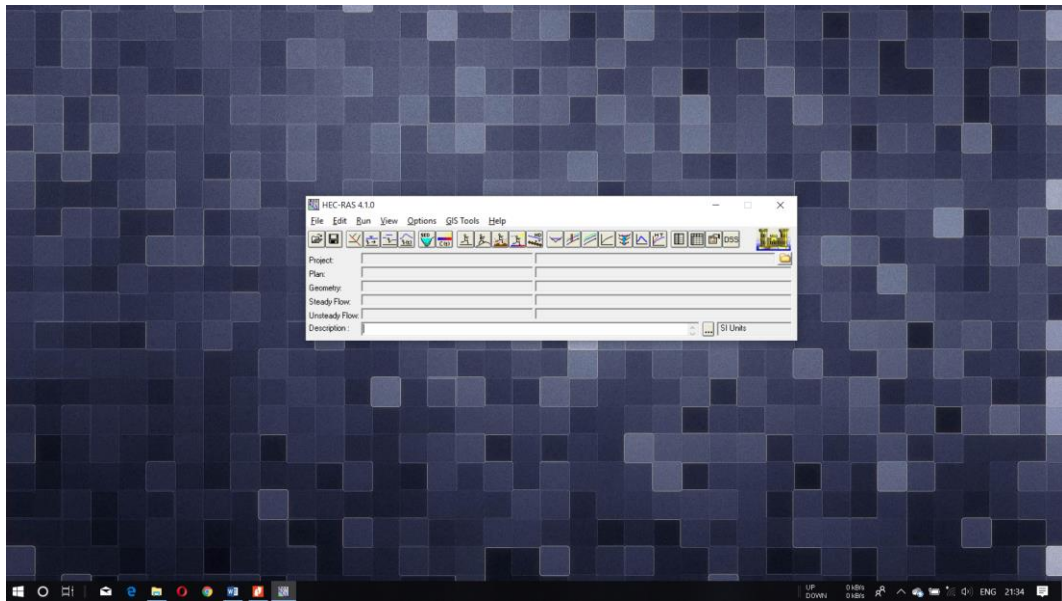 HEC-RAS 4.1.0
File Edit Run View Options GIS Tools Help
DSS
Project:
Plan:
Geometry:
Steady Flow:
Unsteady Flow:
Description : ... SI Units
UP 0 kB/s
DOWN 0 kB/s
ENG 21:34